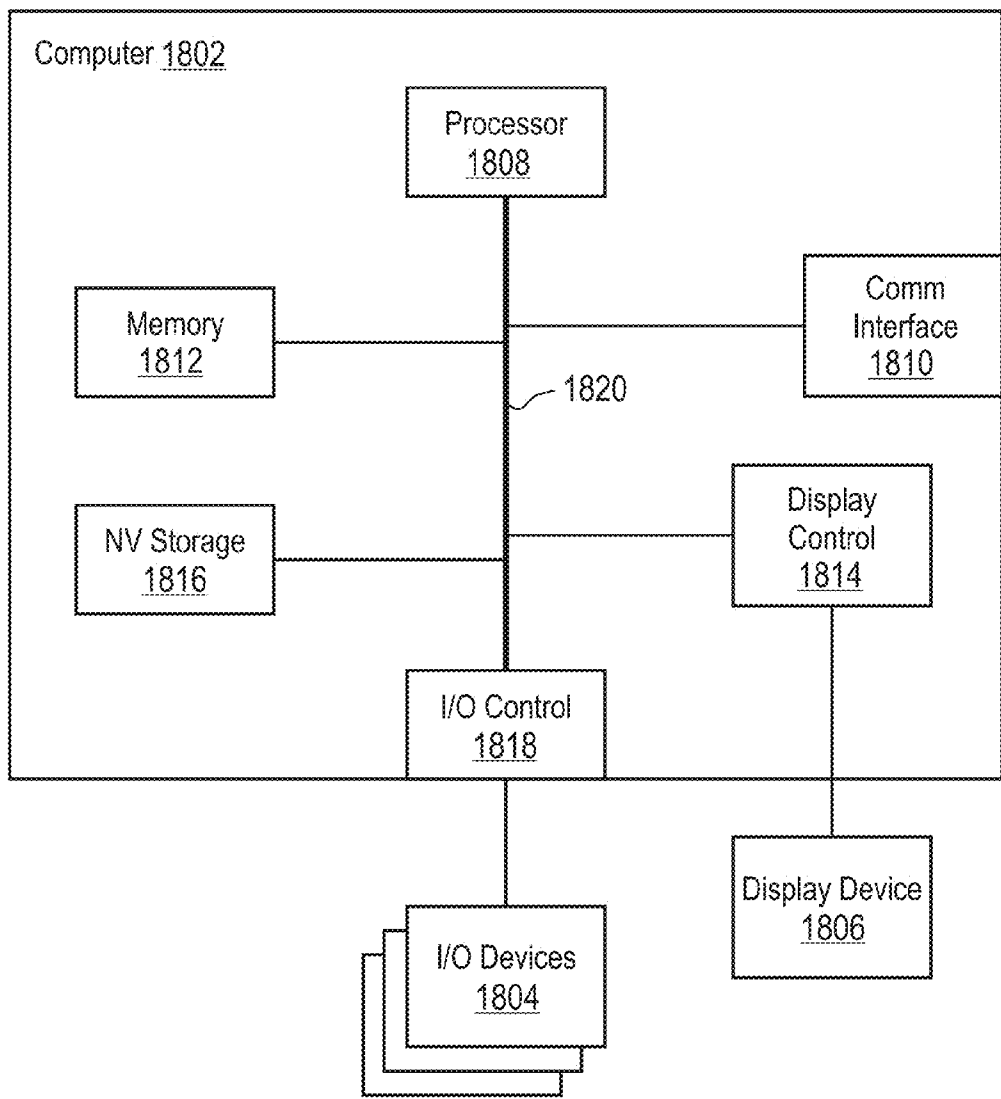 Computer 1802
Processor
1808
Comm
Interface
1810
Memory
1812
1820
Display
Control
1814
NV Storage
1816
I/O Control
1818
Display Device
1806
I/O Devices
1804